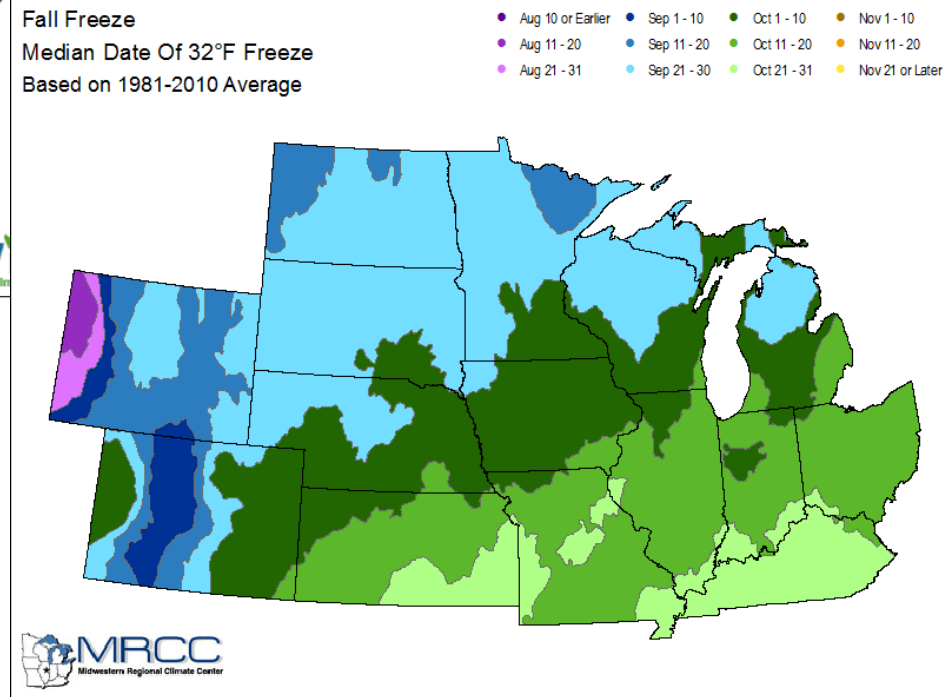 Fall Freeze
Median Date Of 32°F Freeze
Based on 1981-2010 Average
Aug 10 or Earlier
Sep 1 - 10
Oct 1 - 10
Nov 1 - 10
Aug 11 - 20
Sep 11 - 20
Oct 11 - 20
Nov 11 - 20
Aug 21 - 31
Sep 21 - 30
Oct 21 - 31
Nov 21 or Later
MRCC
Midwestern Regional Climate Center